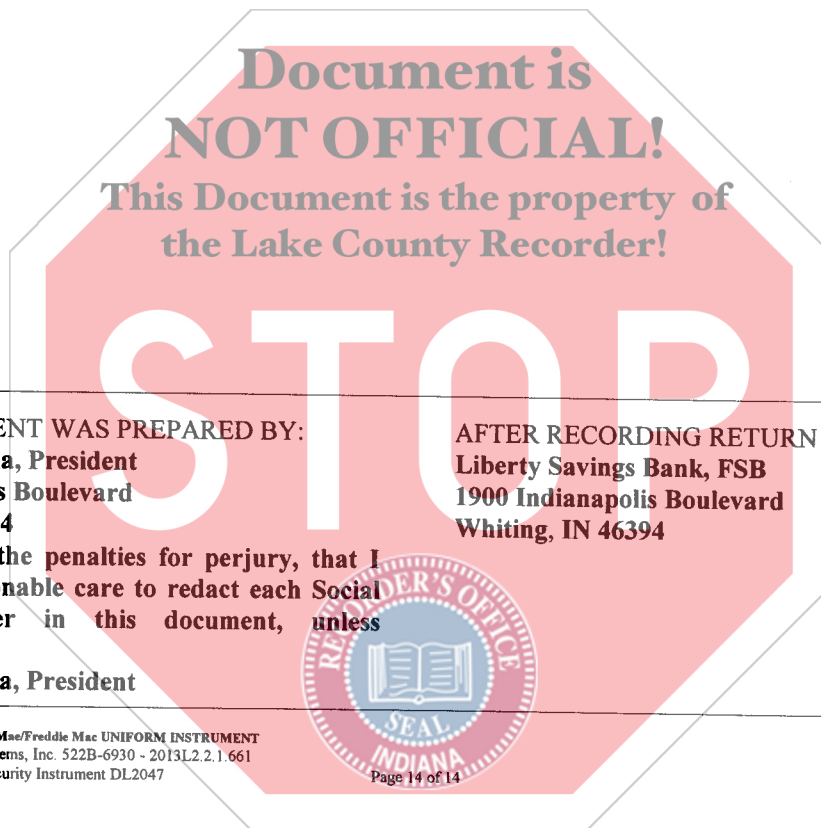 Document is
NOT OFFICIAL!
This Document is the property of
the Lake County Recorder!
STOP
ENT WAS PREPARED BY:
a, President
s Boulevard
4
the penalties for perjury, that I
nable care to redact each Social
er in this document, unless
a, President
AFTER RECORDING RETURN
Liberty Savings Bank, FSB
1900 Indianapolis Boulevard
Whiting, IN 46394
RECORDER'S OFFICE
SEAL
INDIANA
Mae/Freddie Mac UNIFORM INSTRUMENT
ems, Inc. 522B-6930 - 2013L2.2.1.661
curity Instrument DL2047
Page 14 of 14